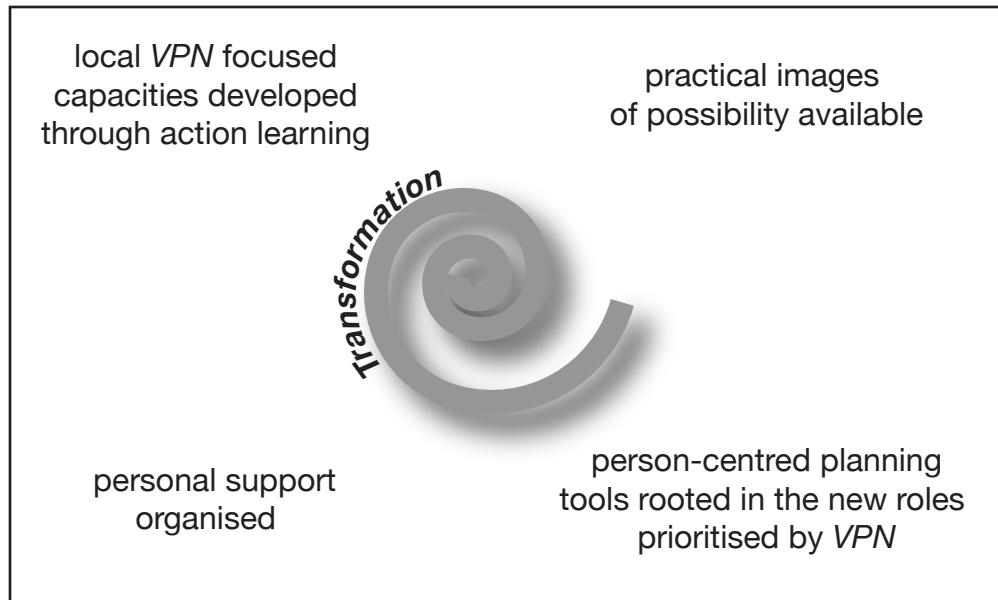 local VPN focused
capacities developed
through action learning
practical images
of possibility available
Transformation
personal support
organised
person-centred planning
tools rooted in the new roles
prioritised by VPN